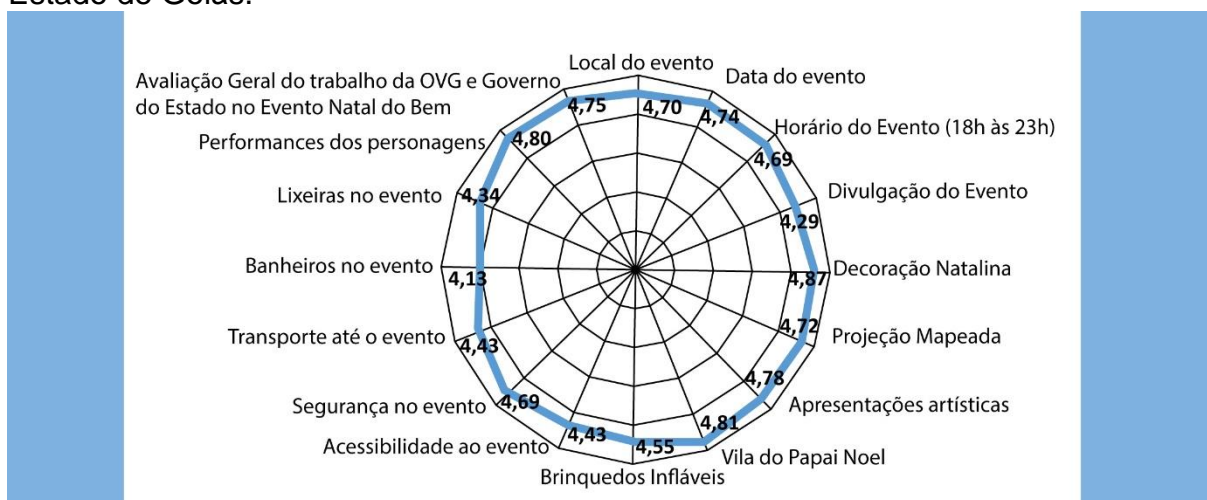 Estado de Goiás.
Local do evento
4,70
Data do evento
4,74
Horário do Evento (18h às 23h)
4,69
Divulgação do Evento
4,29
Decoração Natalina
4,87
Projeção Mapeada
4,72
Apresentações artísticas
4,78
Vila do Papai Noel
4,81
Brinquedos Infláveis
4,55
Acessibilidade ao evento
4,43
Segurança no evento
4,69
Transporte até o evento
4,43
Banheiros no evento
4,13
Lixeiras no evento
4,34
Performances dos personagens
4,80
Avaliação Geral do trabalho da OVG e Governo
do Estado no Evento Natal do Bem
4,75